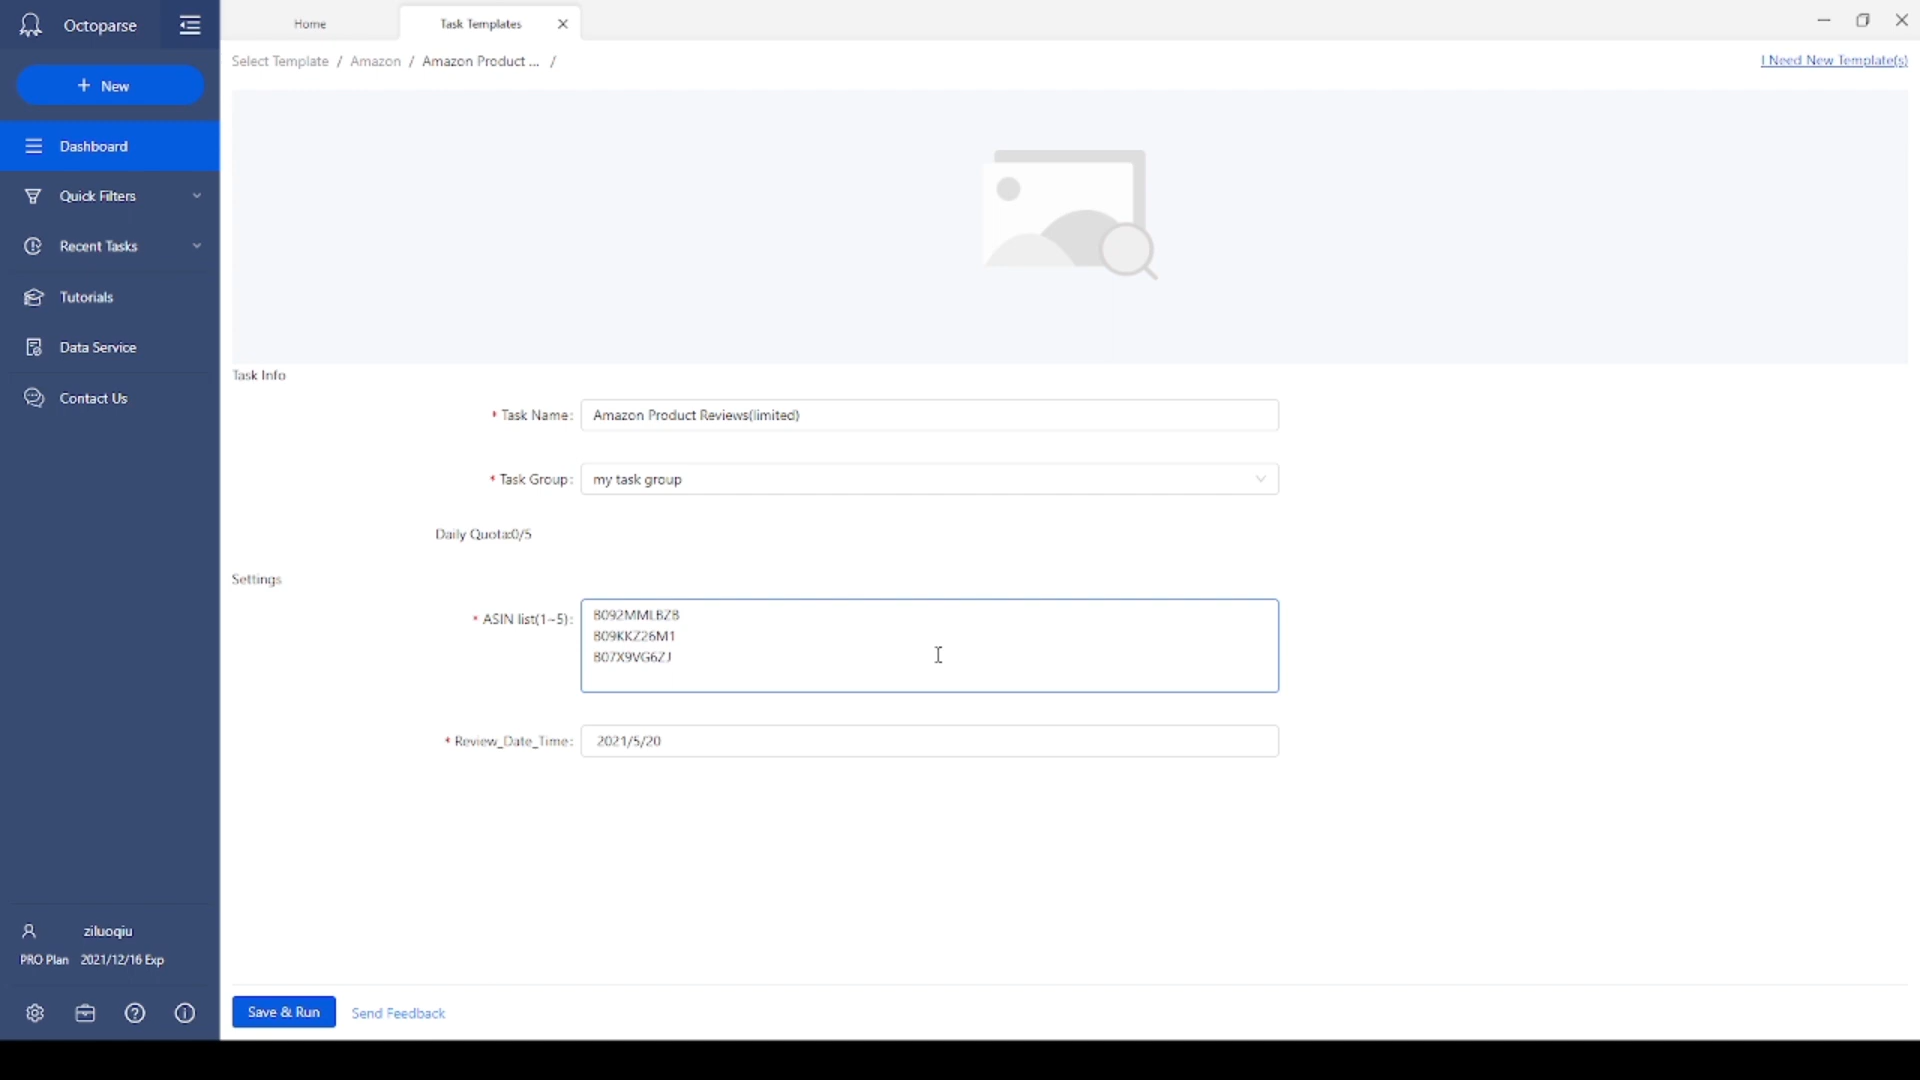 Octoparse
Home
Task Templates
Select Template / Amazon / Amazon Product ... /
I Need New Template(s)
+ New
Dashboard
Quick Filters
Recent Tasks
Tutorials
Data Service
Contact Us
Task Info
* Task Name: Amazon Product Reviews(limited)
* Task Group: my task group
Daily Quota:0/5
Settings
* ASIN list(1~5): B092MMLBZB
B09KKZ26M1
B07X9VG6ZJ
* Review_Date_Time: 2021/5/20
ziluoqiu
PRO Plan 2021/12/16 Exp
Save & Run
Send Feedback